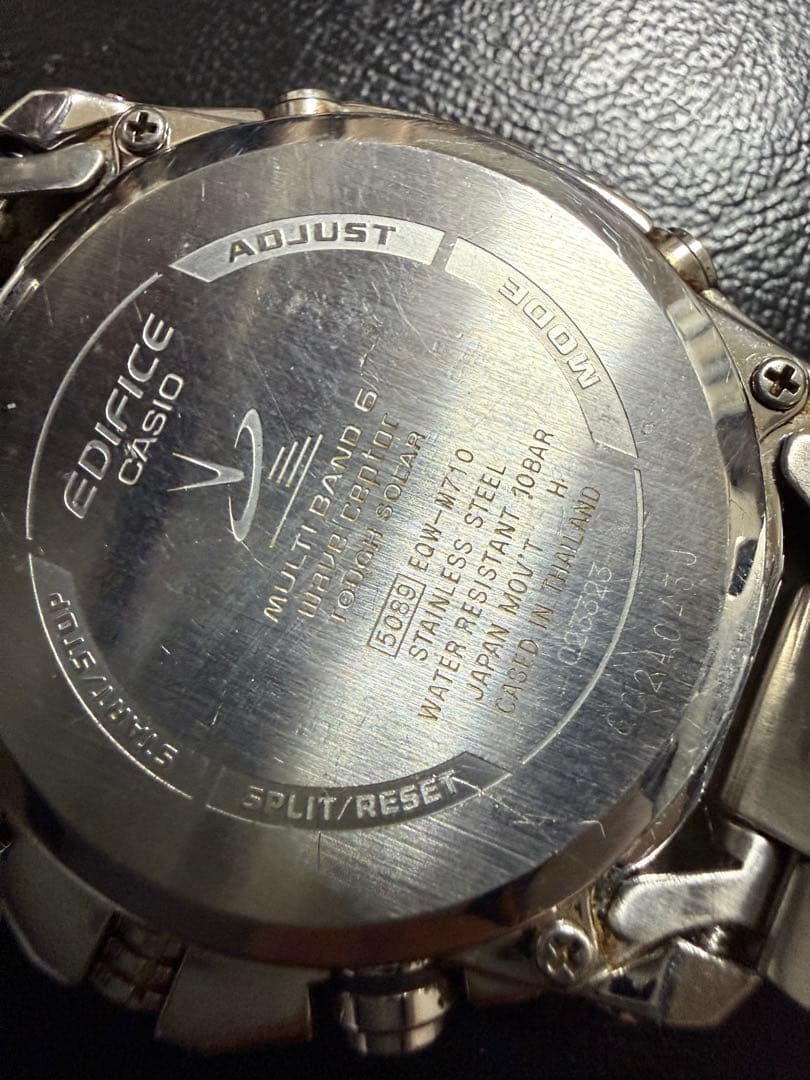 ADJUST
MODE
EDIFICE
CASIO
MULTI BAND 6
wave ceptor
TOUGH SOLAR
5089 EQW-M710
STAINLESS STEEL
WATER RESISTANT 10BAR
JAPAN MOV'T H
CASED IN THAILAND
START/STOP
SPLIT/RESET